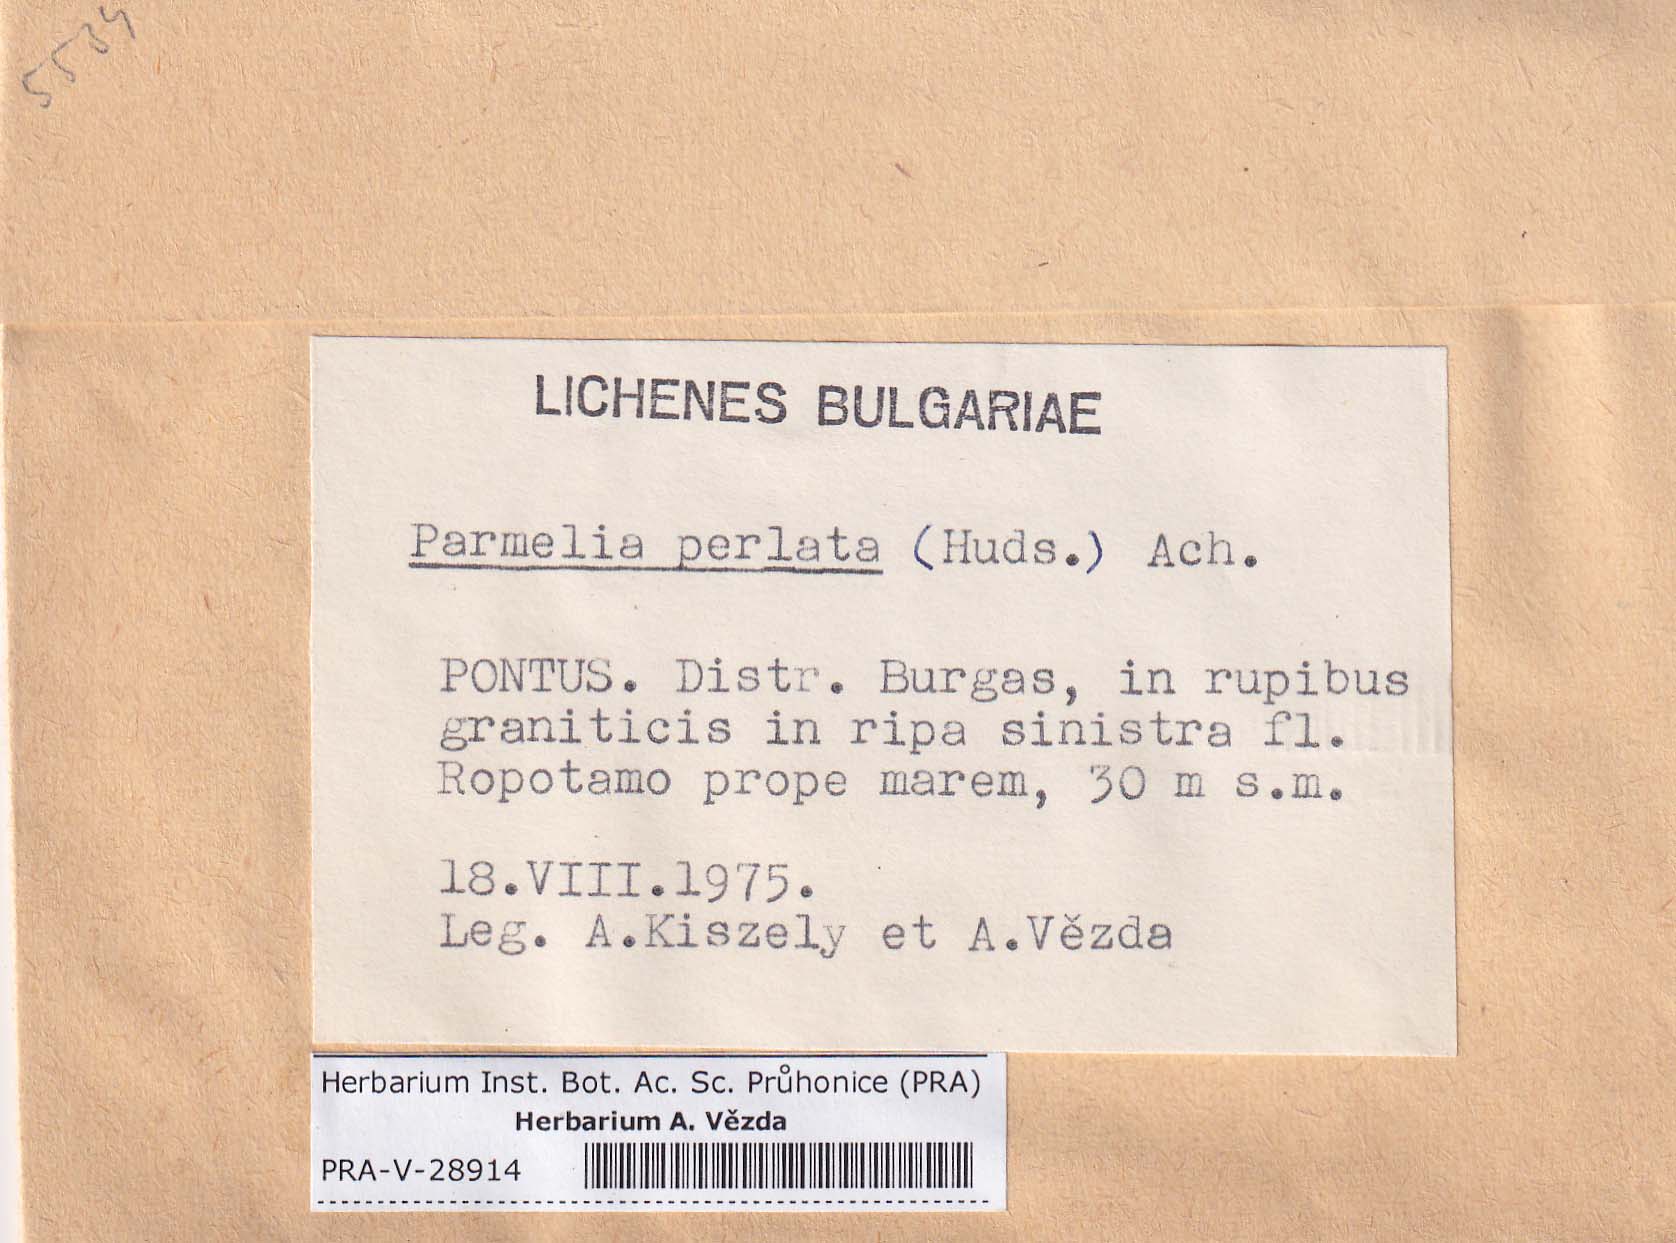 5534
LICHENES BULGARIAE
Parmelia perlata (Huds.) Ach.
PONTUS. Distr. Burgas, in rupibus
graniticis in ripa sinistra fl.
Ropotamo prope marem, 30 m s.m.
18.VIII.1975.
Leg. A.Kiszely et A.Vězda
Herbarium Inst. Bot. Ac. Sc. Průhonice (PRA)
Herbarium A. Vězda
PRA-V-28914